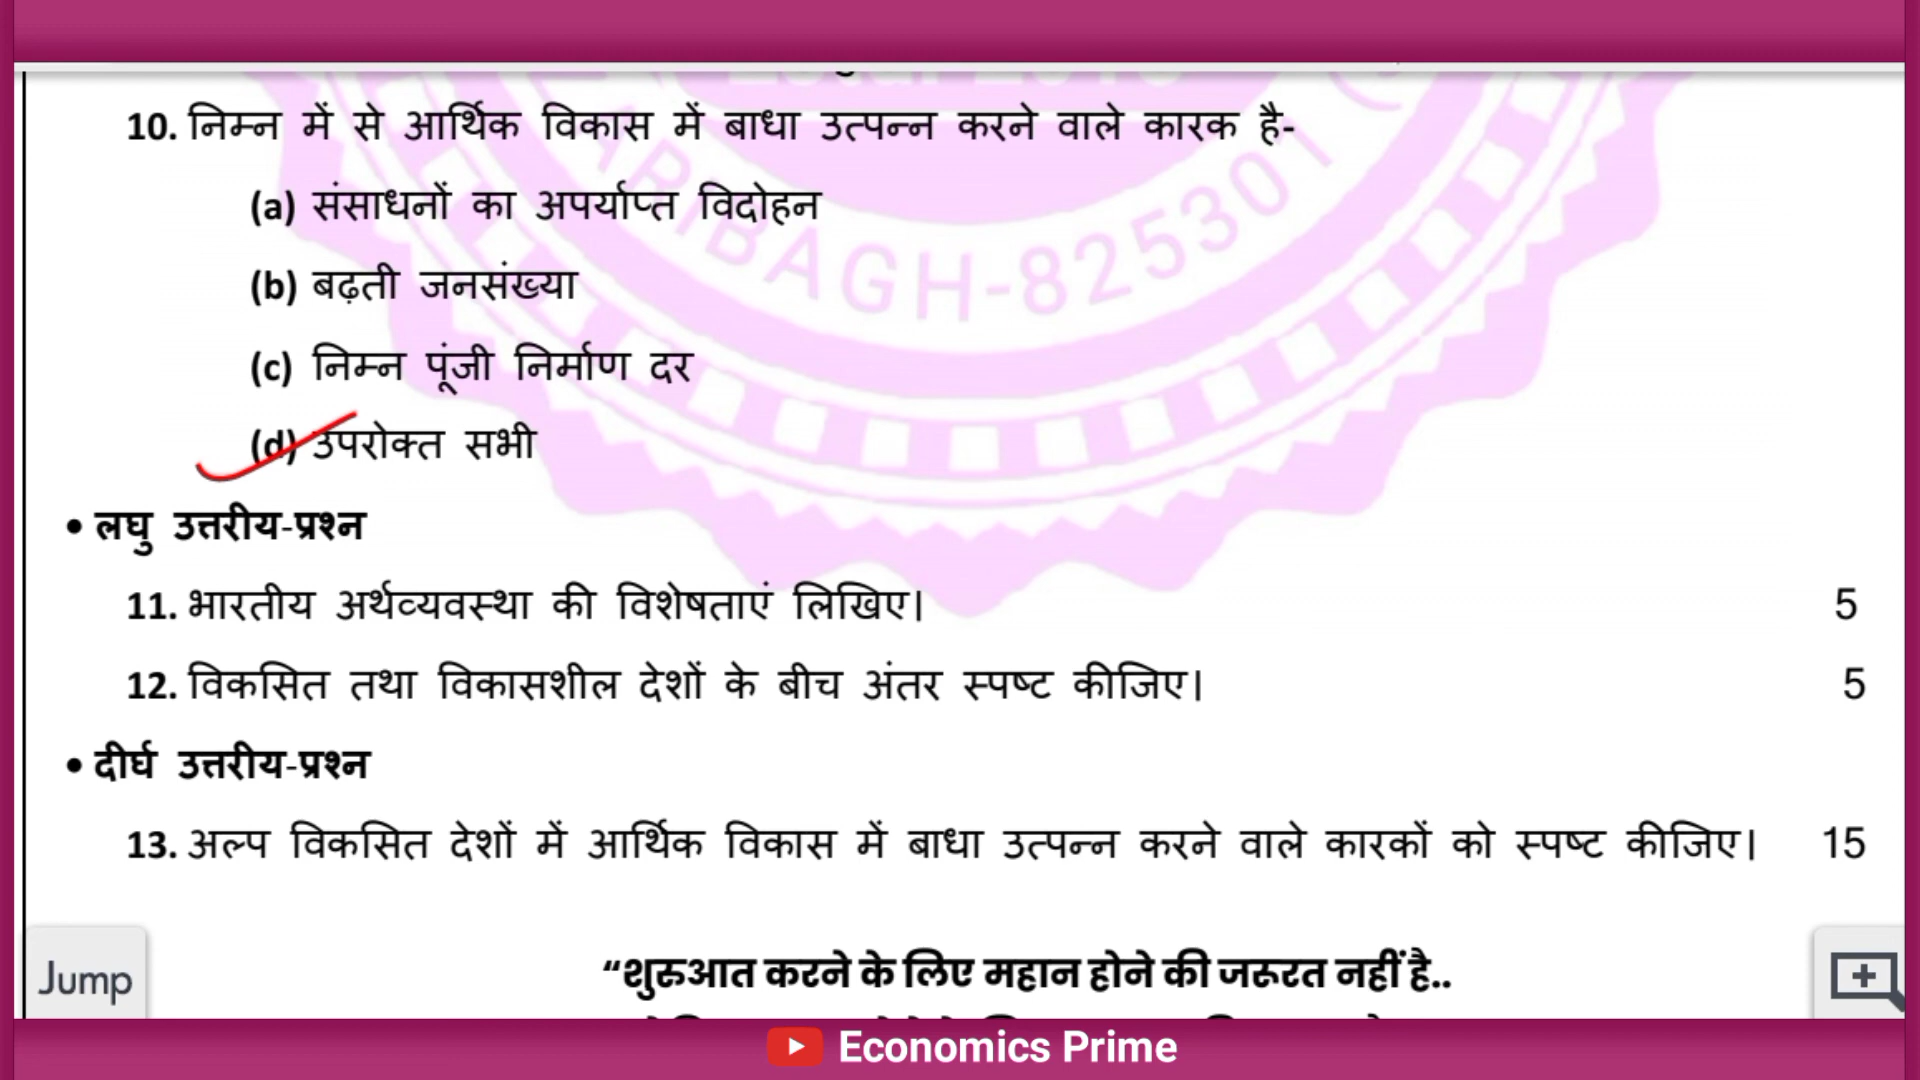 10. निम्न में से आर्थिक विकास में बाधा उत्पन्न करने वाले कारक है-
(a) संसाधनों का अपर्याप्त विदोहन
(b) बढ़ती जनसंख्या
(c) निम्न पूंजी निर्माण दर
(d) उपरोक्त सभी
• लघु उत्तरीय-प्रश्न
11. भारतीय अर्थव्यवस्था की विशेषताएं लिखिए। 5
12. विकसित तथा विकासशील देशों के बीच अंतर स्पष्ट कीजिए। 5
• दीर्घ उत्तरीय-प्रश्न
13. अल्प विकसित देशों में आर्थिक विकास में बाधा उत्पन्न करने वाले कारकों को स्पष्ट कीजिए। 15
Jump
“शुरुआत करने के लिए महान होने की जरूरत नहीं है..
Economics Prime
ARIBAGH-825301